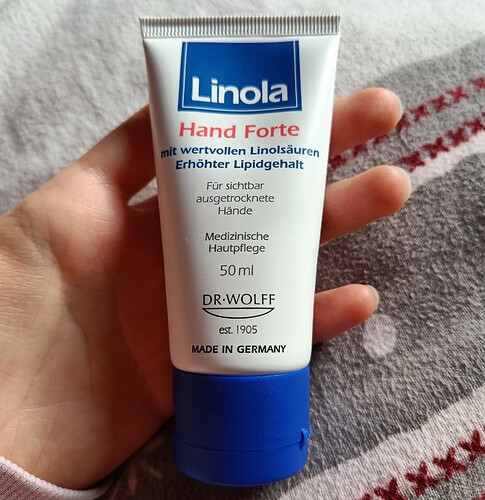 Linola
Hand Forte
mit wertvollen Linolsäuren
Erhöhter Lipidgehalt
Für sichtbar
ausgetrocknete
Hände
Medizinische
Hautpflege
50 ml
DR·WOLFF
est. 1905
MADE IN GERMANY